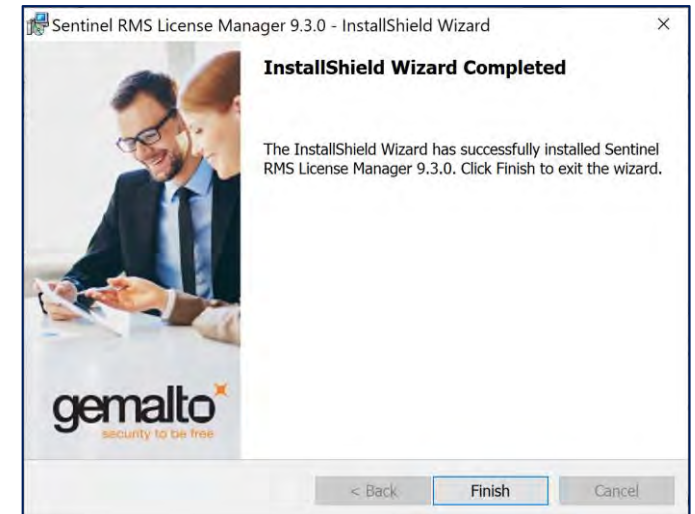 Sentinel RMS License Manager 9.3.0 - InstallShield Wizard
InstallShield Wizard Completed
The InstallShield Wizard has successfully installed Sentinel
RMS License Manager 9.3.0. Click Finish to exit the wizard.
gemalto
security to be free
< Back Finish Cancel